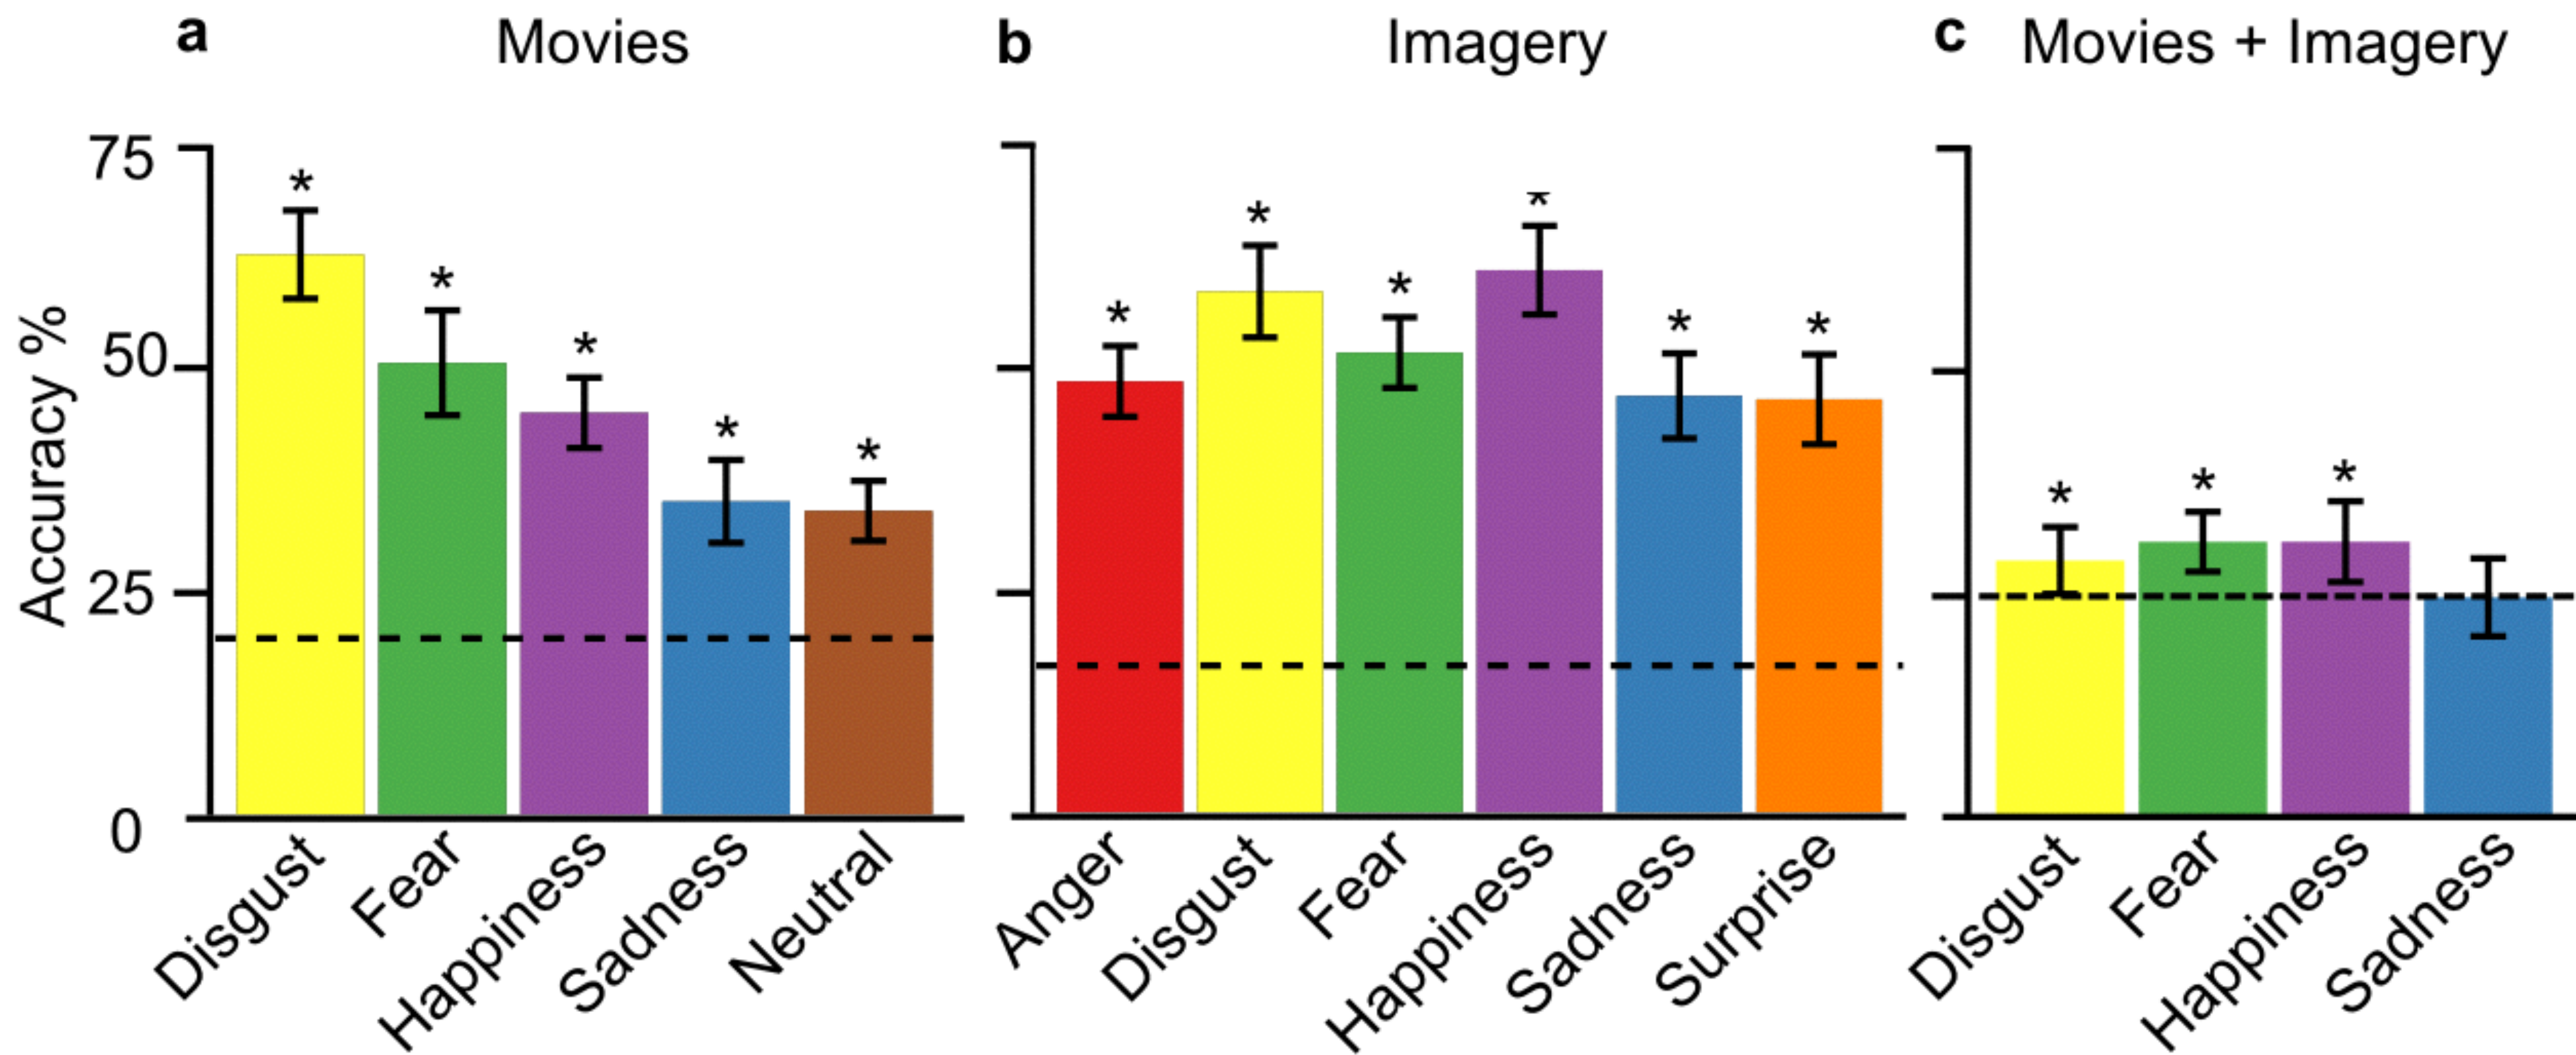 a Movies
b Imagery
c Movies + Imagery
Accuracy %
75
50
25
0
* * * * *
Disgust Fear Happiness Sadness Neutral
* * * * * *
Anger Disgust Fear Happiness Sadness Surprise
* * *
Disgust Fear Happiness Sadness